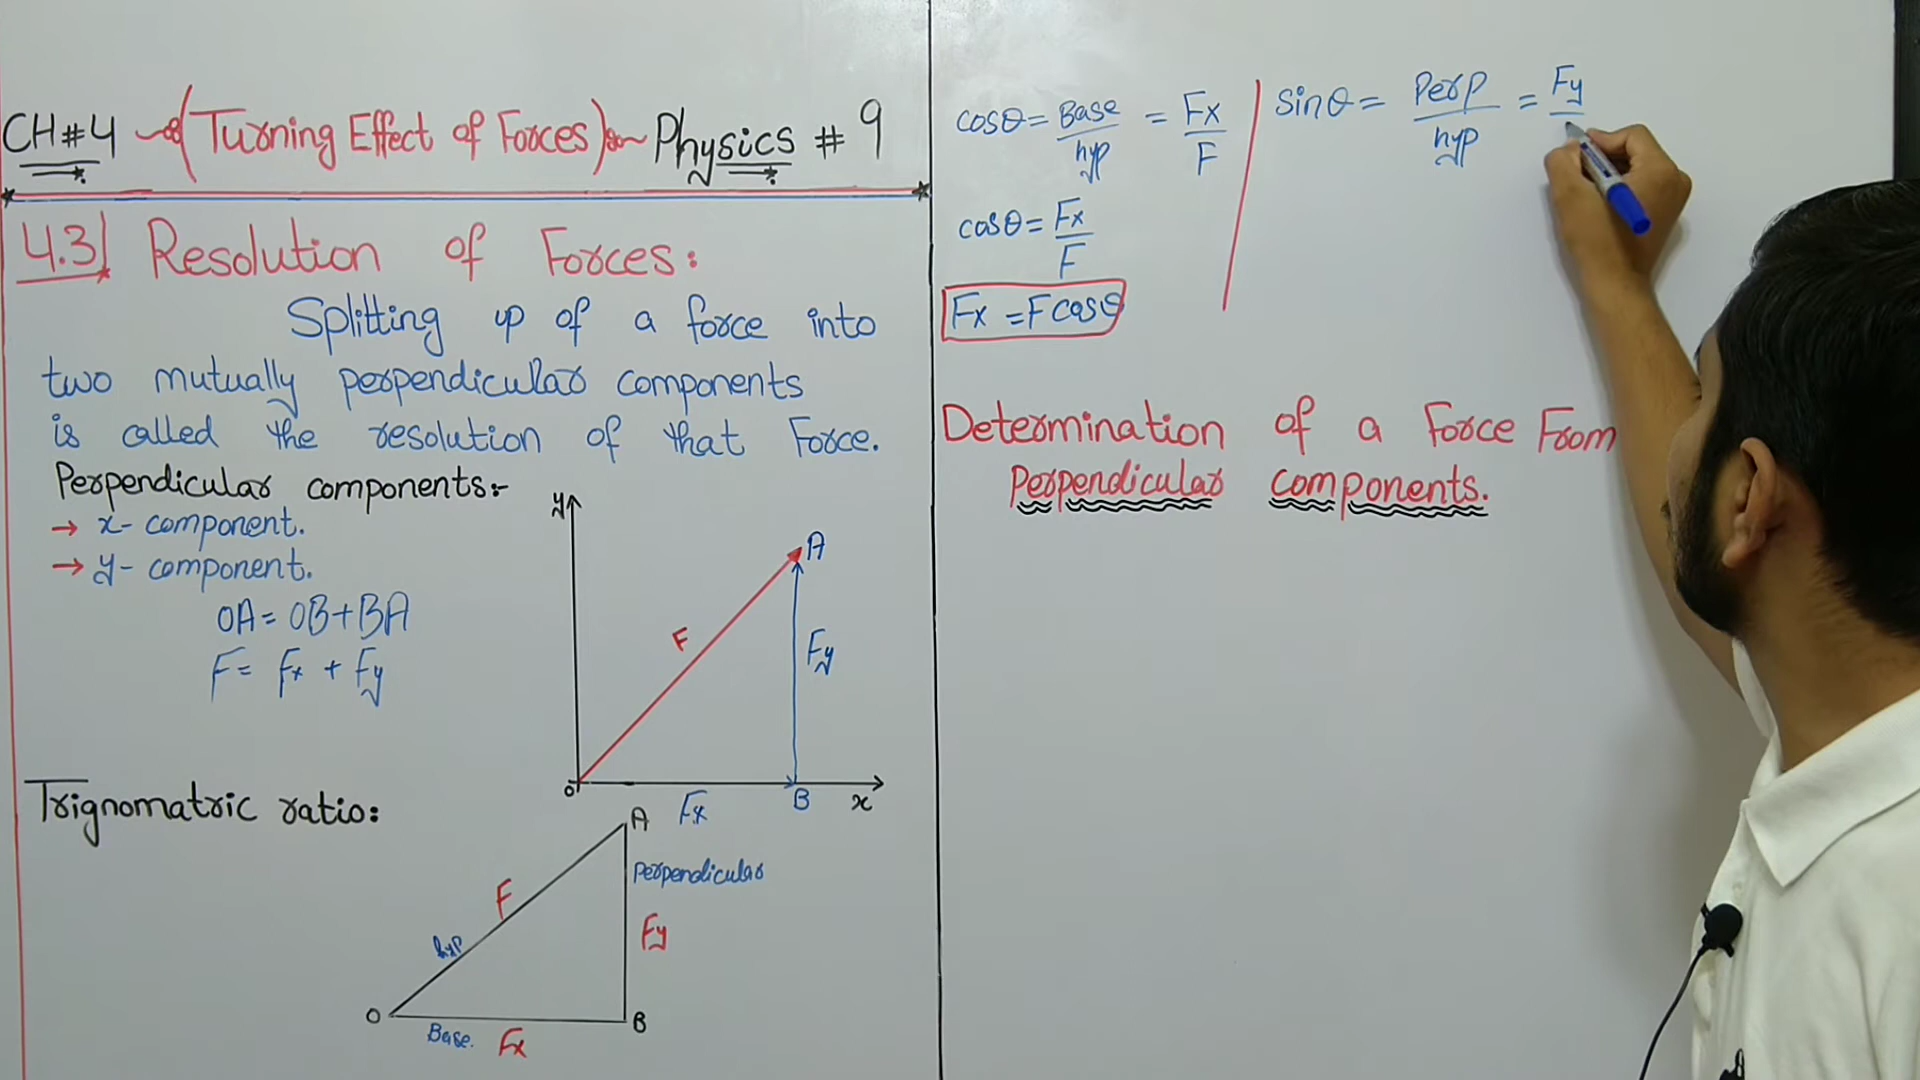 CH#4 (Turning Effect of Forces) Physics # 9
4.3 Resolution of Forces:
Splitting up of a force into
two mutually perpendicular components
is called the resolution of that Force.
Perpendicular components:-
→ x- component.
→ y- component.
OA = OB + BA
F = Fx + Fy
y
A
F
Fy
o
Fx
B
x
Trignomatric ratio:
A
Perpendicular
F
hyp
Fy
O
B
Base. Fx
cosθ = Base/hyp = Fx/F
cosθ = Fx/F
Fx = F cosθ
sinθ = Perp/hyp = Fy
Determination of a Force From
Perpendicular components.